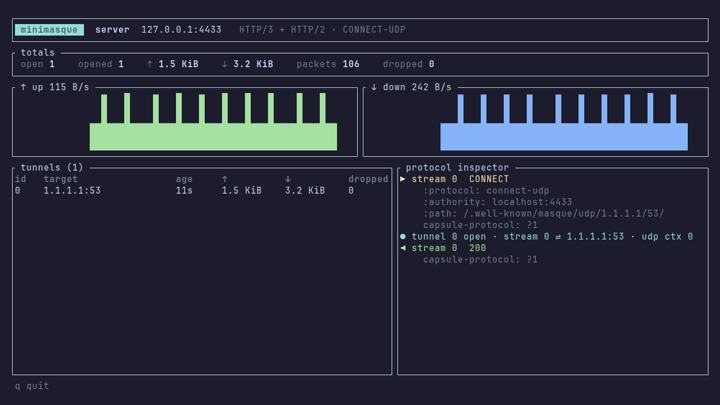 minimasque server 127.0.0.1:4433 HTTP/3 + HTTP/2 · CONNECT-UDP
totals
open 1 opened 1 ↑ 1.5 KiB ↓ 3.2 KiB packets 106 dropped 0
↑ up 115 B/s
↓ down 242 B/s
tunnels (1)
id target age ↑ ↓ dropped
0 1.1.1.1:53 11s 1.5 KiB 3.2 KiB 0
protocol inspector
▶ stream 0 CONNECT
:protocol: connect-udp
:authority: localhost:4433
:path: /.well-known/masque/udp/1.1.1.1/53/
capsule-protocol: ?1
● tunnel 0 open · stream 0 ⇄ 1.1.1.1:53 · udp ctx 0
◀ stream 0 200
capsule-protocol: ?1
q quit